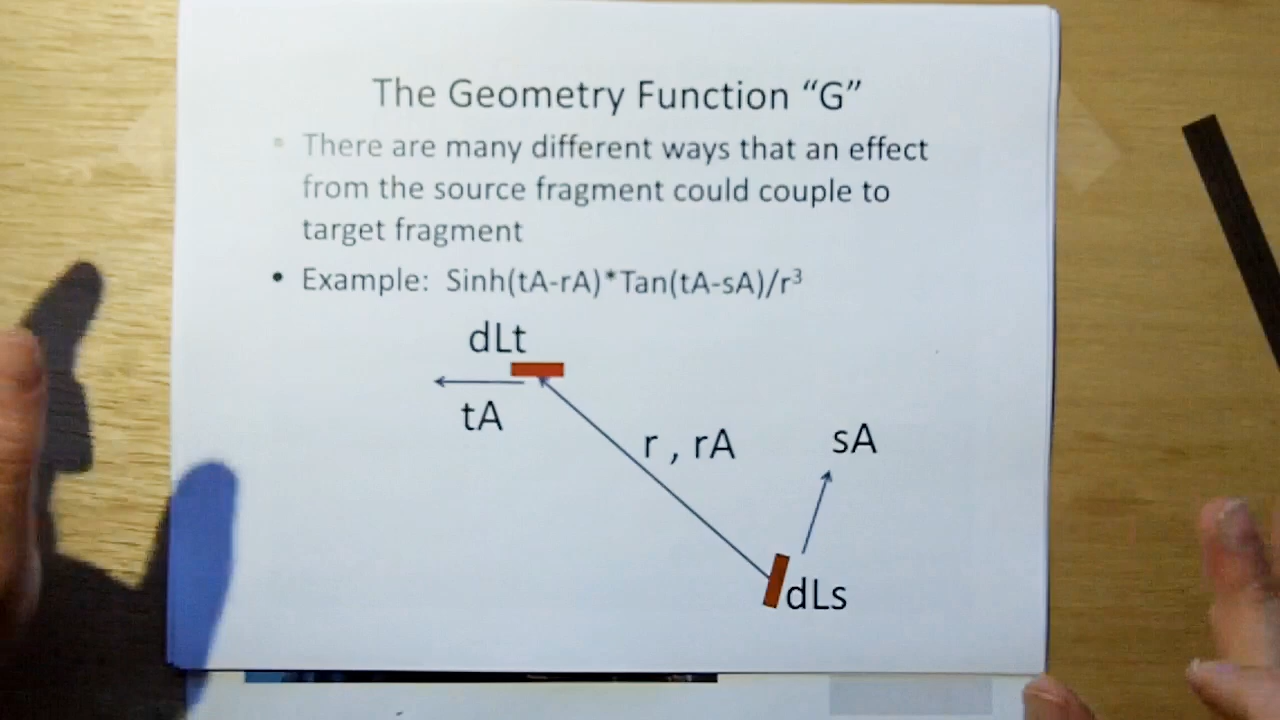 The Geometry Function “G”
• There are many different ways that an effect
from the source fragment could couple to
target fragment
• Example: Sinh(tA-rA)*Tan(tA-sA)/r³
dLt
tA
r , rA
sA
dLs